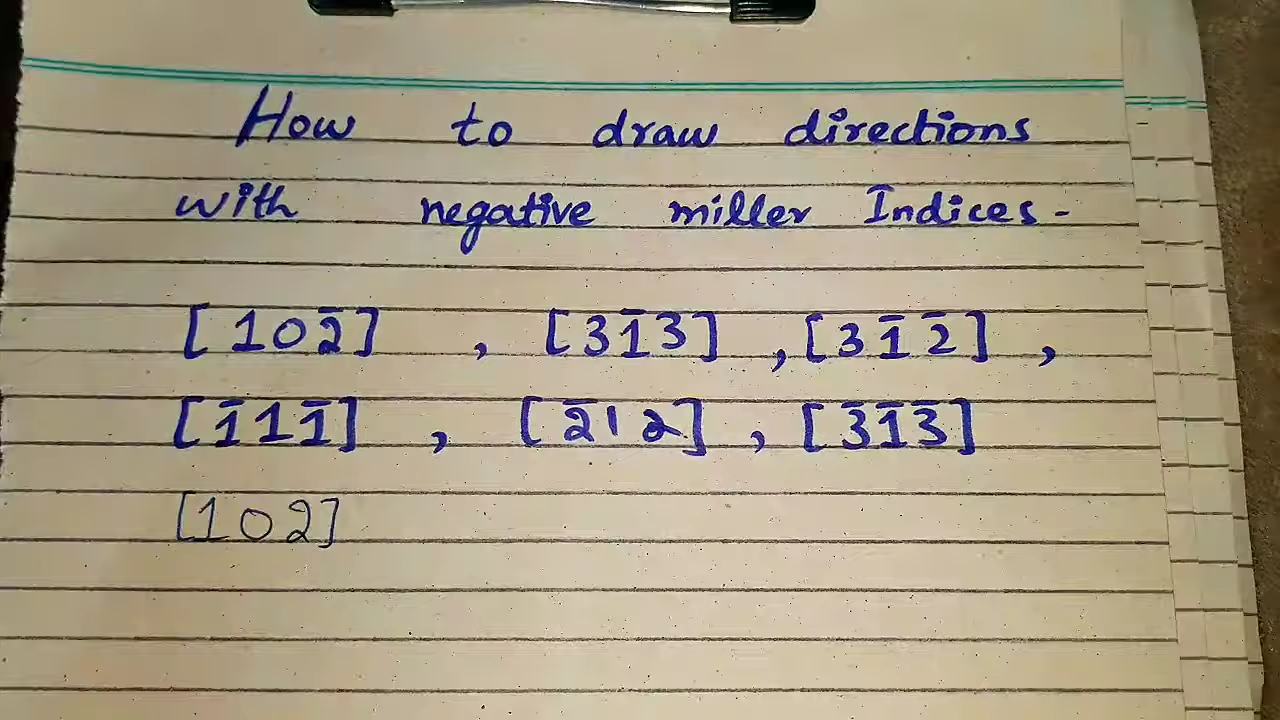 How to draw directions
with negative miller Indices-
[1 0 2̄] , [3 1̄ 3] , [3 1̄ 2̄] ,
[1̄ 1 1̄] , [2̄ 1 2] , [3̄ 1̄ 3̄]
[1 0 2]